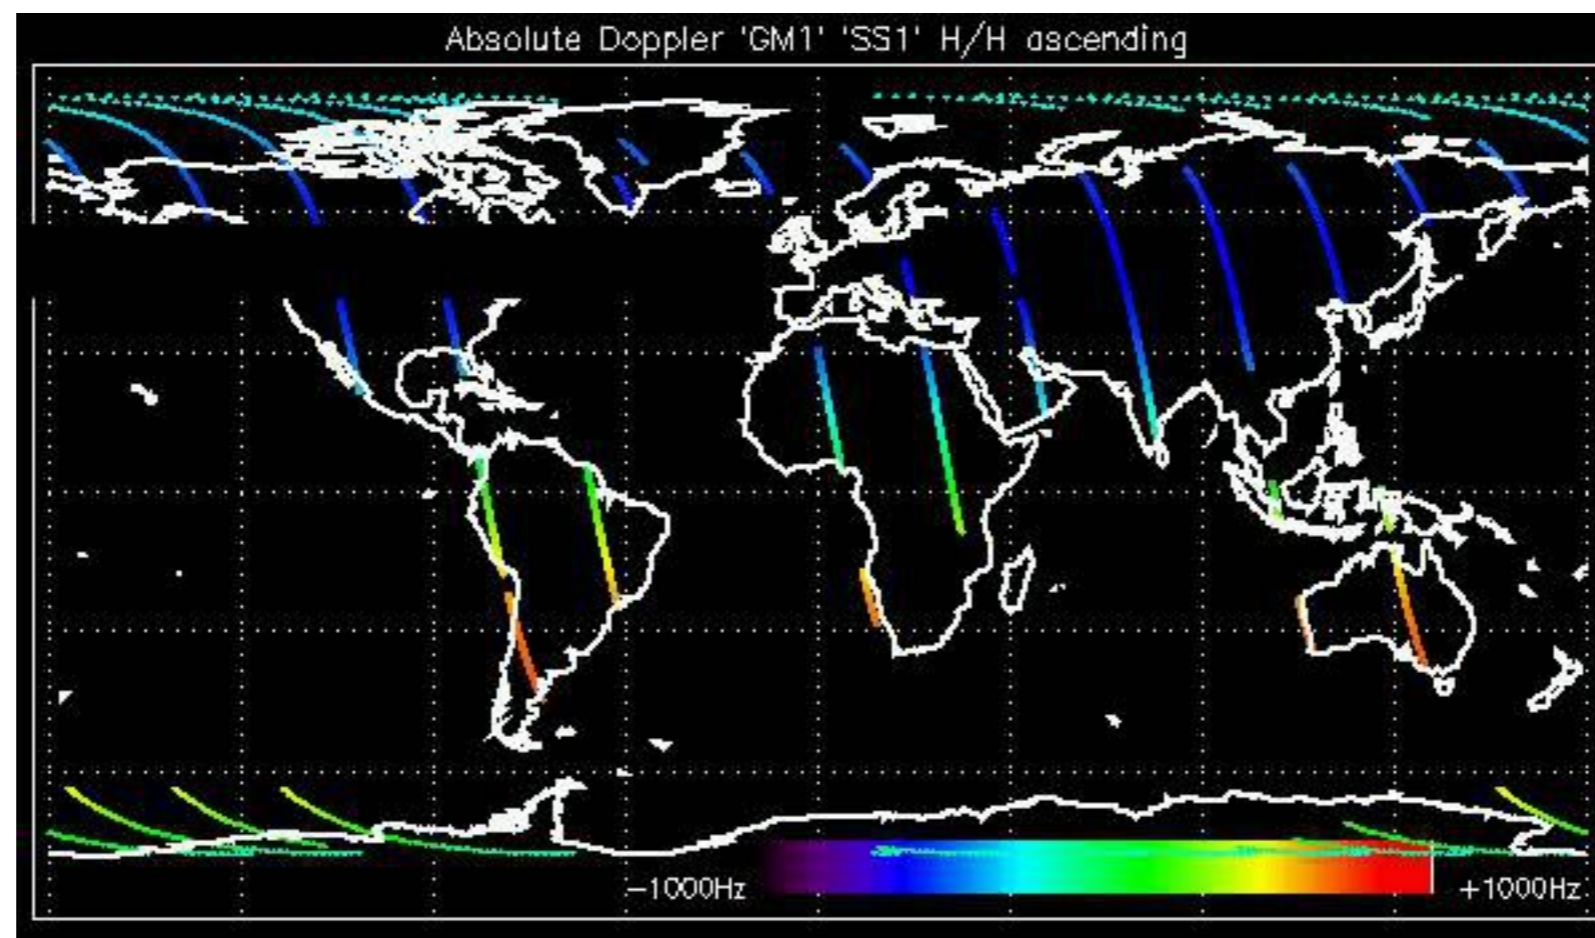 Absolute Doppler 'GM1' 'SS1' H/H ascending
−1000Hz
+1000Hz